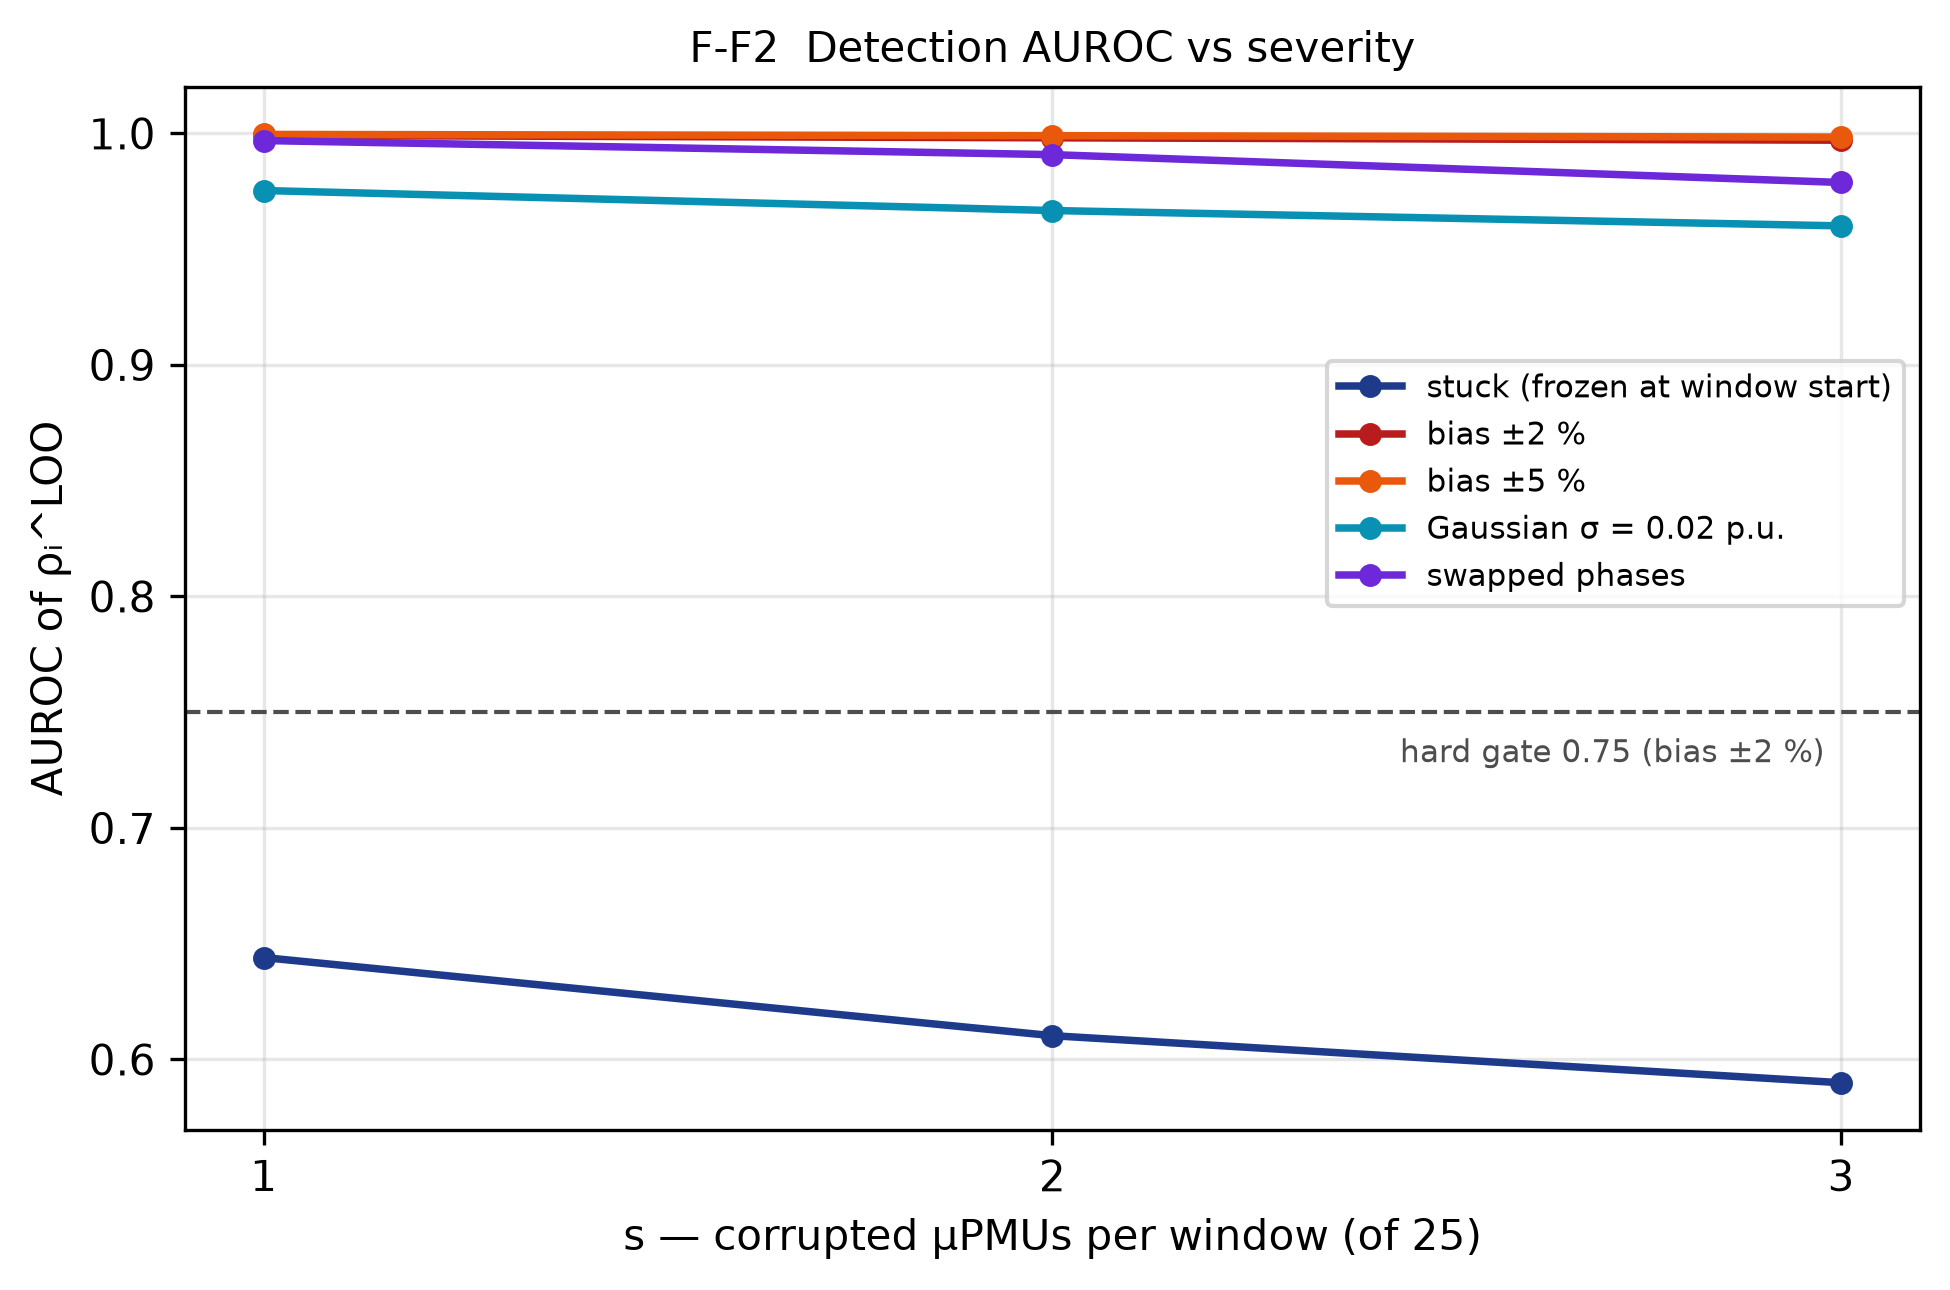 F-F2  Detection AUROC vs severity
AUROC of ρᵢ^LOO
1.0
0.9
0.8
0.7
0.6
stuck (frozen at window start)
bias ±2 %
bias ±5 %
Gaussian σ = 0.02 p.u.
swapped phases
hard gate 0.75 (bias ±2 %)
1
2
3
s — corrupted μPMUs per window (of 25)